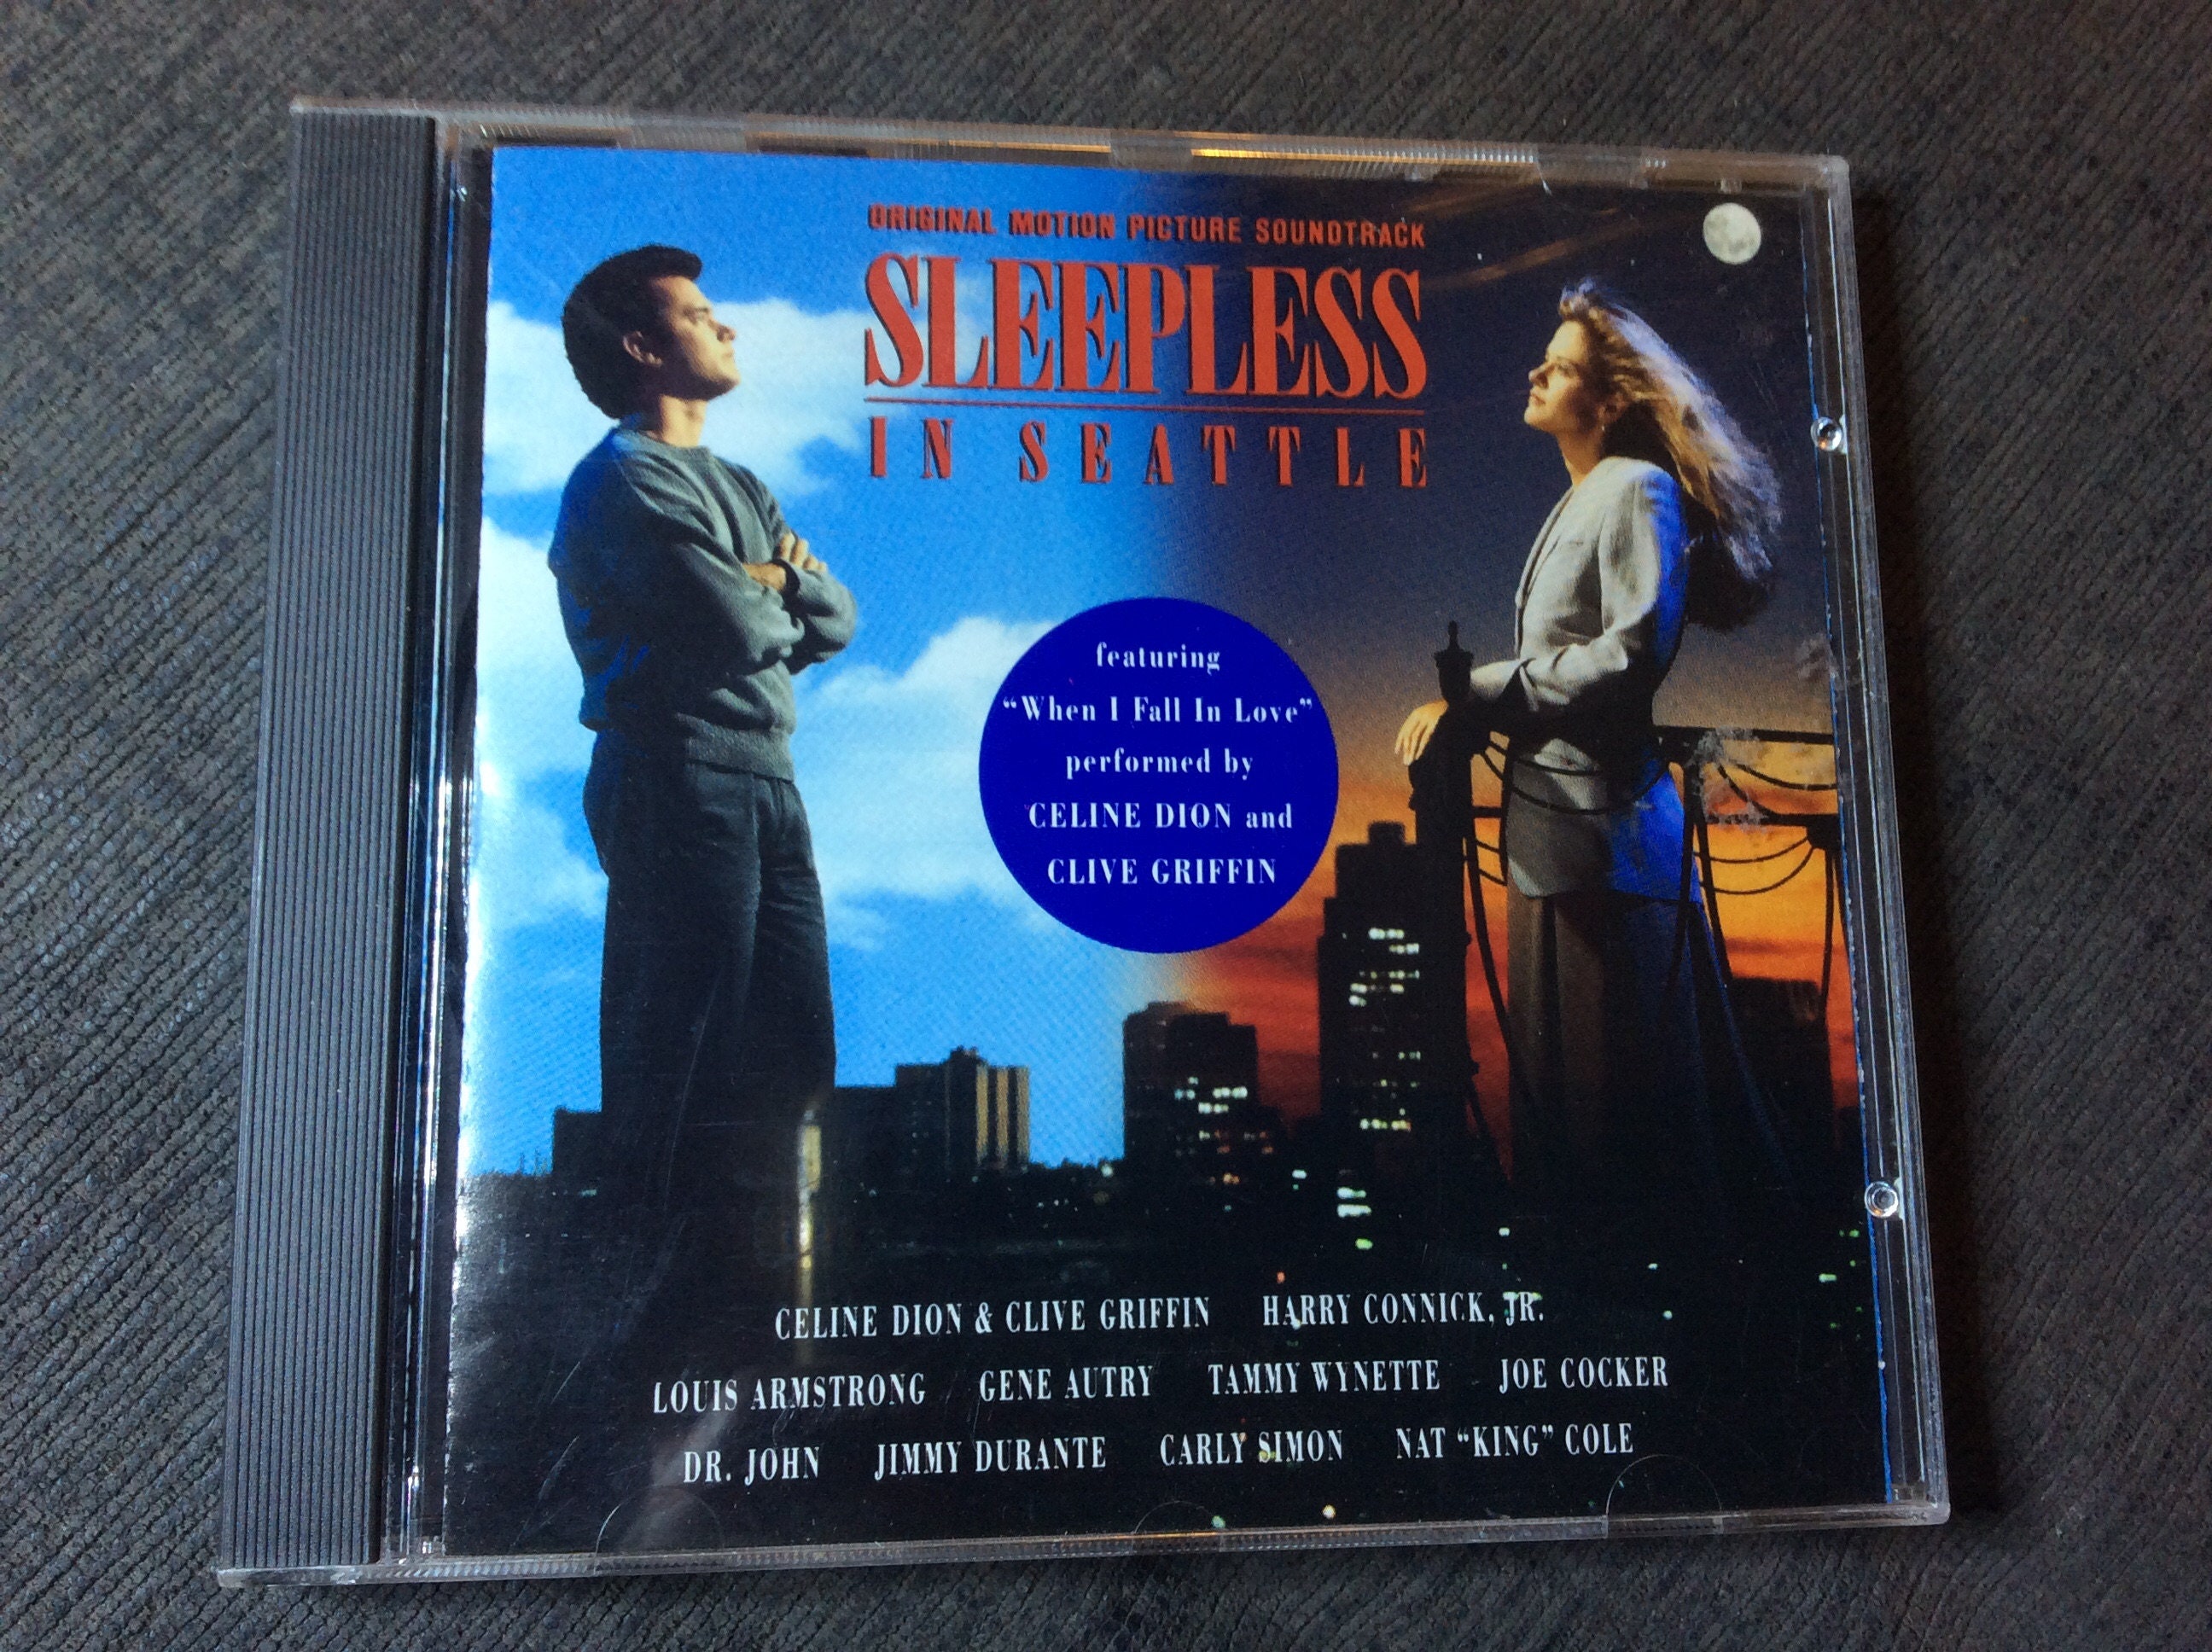 ORIGINAL MOTION PICTURE SOUNDTRACK
SLEEPLESS
IN SEATTLE
featuring
“When I Fall In Love”
performed by
CELINE DION and
CLIVE GRIFFIN
CELINE DION & CLIVE GRIFFIN HARRY CONNICK, JR.
LOUIS ARMSTRONG GENE AUTRY TAMMY WYNETTE JOE COCKER
DR. JOHN JIMMY DURANTE CARLY SIMON NAT “KING” COLE